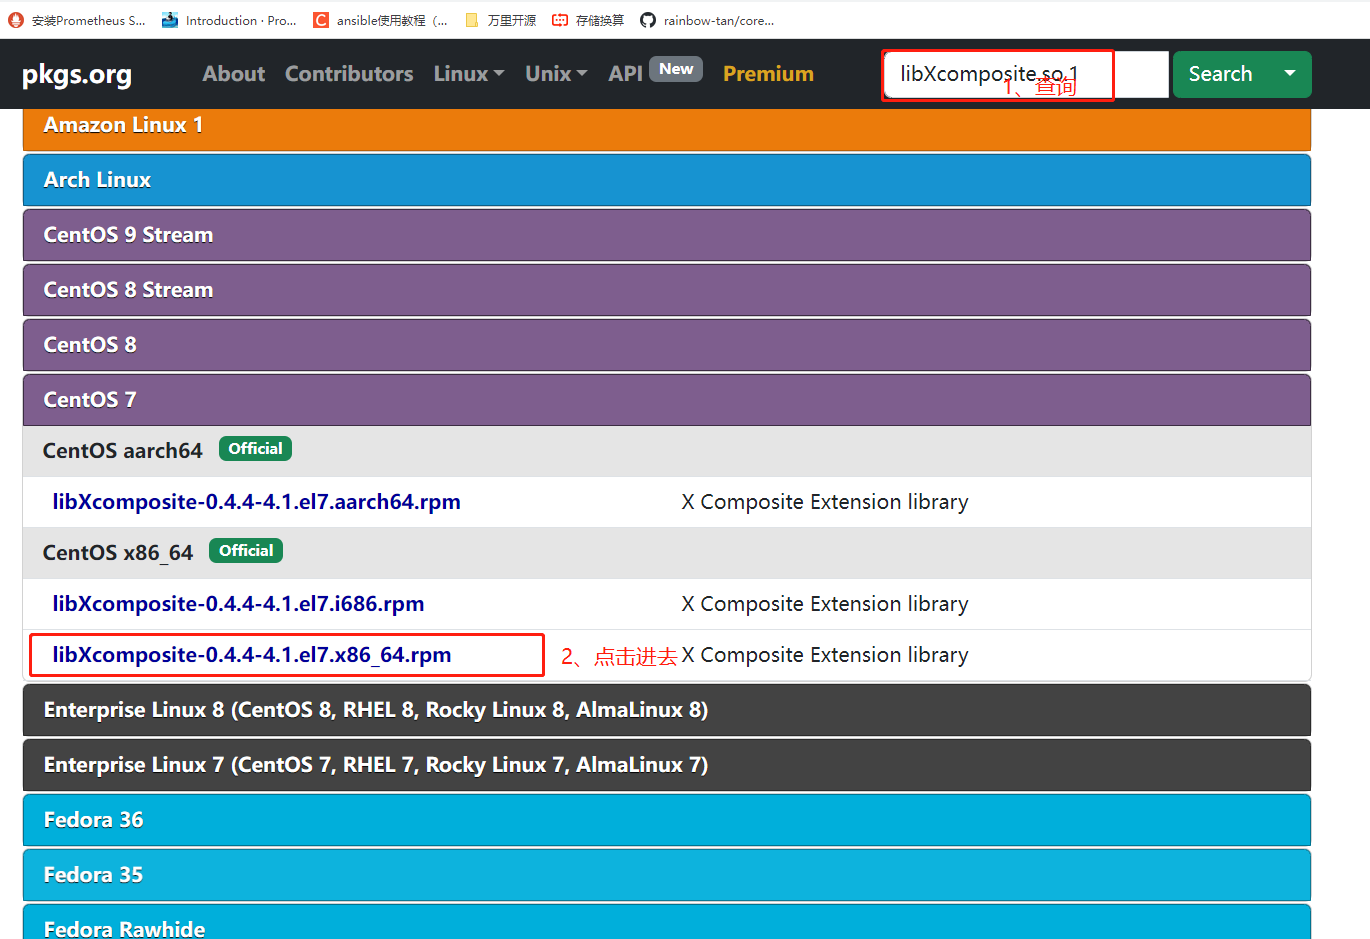 安装Prometheus S... Introduction · Pro... ansible使用教程（... 万里开源 存储换算 rainbow-tan/core...
pkgs.org About Contributors Linux Unix API New Premium libXcomposite.so.1 Search
1、查询
Amazon Linux 1
Arch Linux
CentOS 9 Stream
CentOS 8 Stream
CentOS 8
CentOS 7
CentOS aarch64 Official
libXcomposite-0.4.4-4.1.el7.aarch64.rpm X Composite Extension library
CentOS x86_64 Official
libXcomposite-0.4.4-4.1.el7.i686.rpm X Composite Extension library
libXcomposite-0.4.4-4.1.el7.x86_64.rpm 2、点击进去 X Composite Extension library
Enterprise Linux 8 (CentOS 8, RHEL 8, Rocky Linux 8, AlmaLinux 8)
Enterprise Linux 7 (CentOS 7, RHEL 7, Rocky Linux 7, AlmaLinux 7)
Fedora 36
Fedora 35
Fedora Rawhide